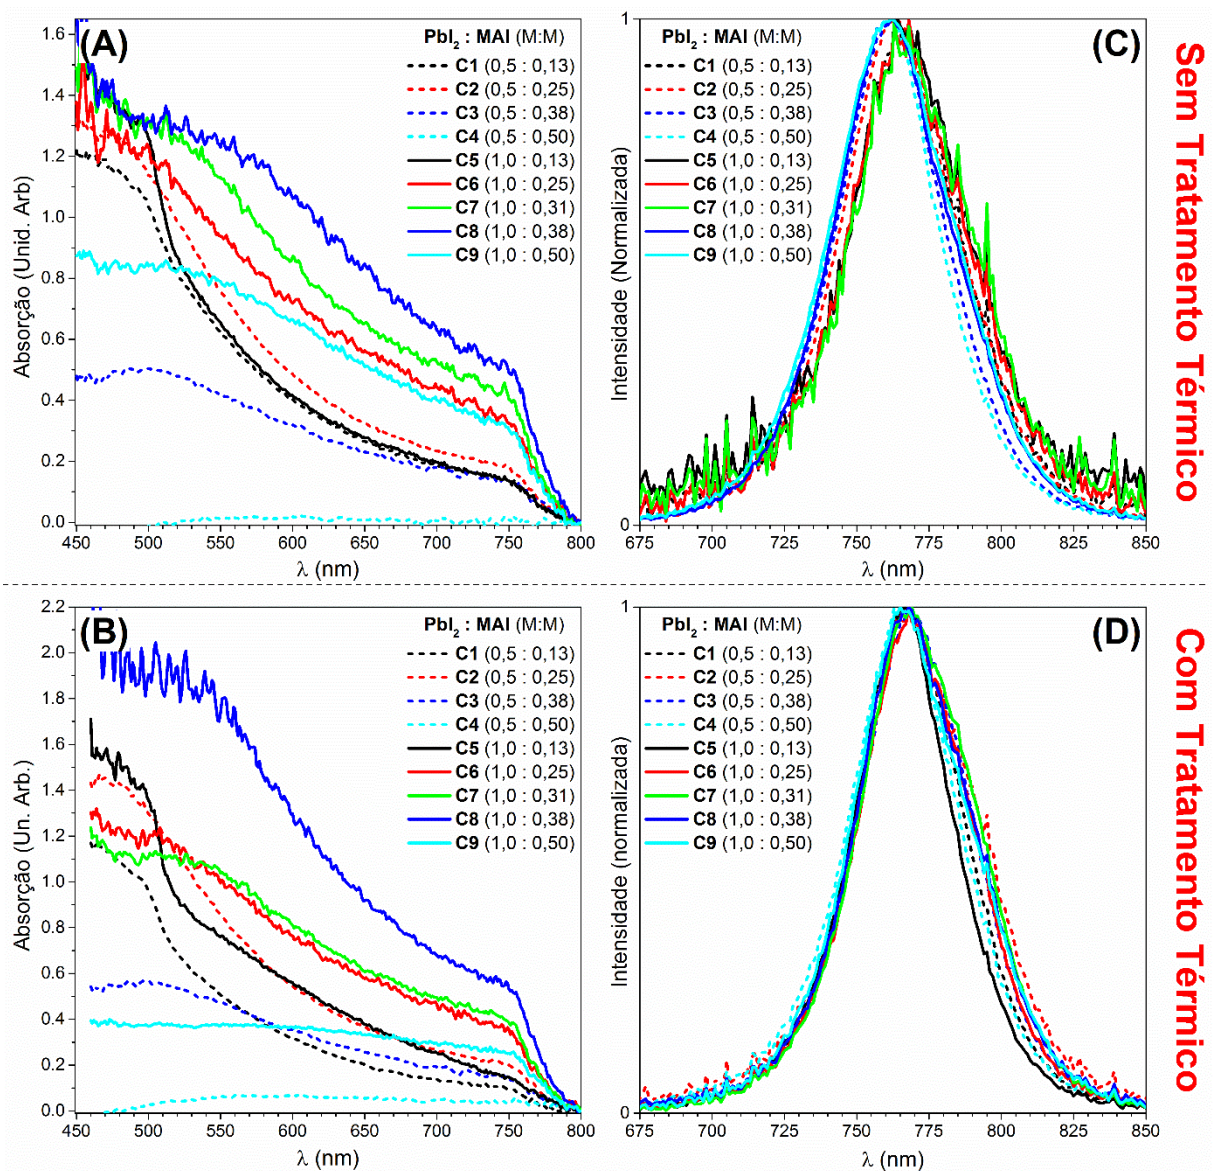 (A)
PbI2 : MAI (M:M)
C1 (0,5 : 0,13)
C2 (0,5 : 0,25)
C3 (0,5 : 0,38)
C4 (0,5 : 0,50)
C5 (1,0 : 0,13)
C6 (1,0 : 0,25)
C7 (1,0 : 0,31)
C8 (1,0 : 0,38)
C9 (1,0 : 0,50)
Absorção (Unid. Arb)
1.6
1.4
1.2
1.0
0.8
0.6
0.4
0.2
0.0
450 500 550 600 650 700 750 800
λ (nm)
(C)
PbI2 : MAI (M:M)
C1 (0,5 : 0,13)
C2 (0,5 : 0,25)
C3 (0,5 : 0,38)
C4 (0,5 : 0,50)
C5 (1,0 : 0,13)
C6 (1,0 : 0,25)
C7 (1,0 : 0,31)
C8 (1,0 : 0,38)
C9 (1,0 : 0,50)
Intensidade (Normalizada)
1
0
675 700 725 750 775 800 825 850
λ (nm)
Sem Tratamento Térmico
(B)
PbI2 : MAI (M:M)
C1 (0,5 : 0,13)
C2 (0,5 : 0,25)
C3 (0,5 : 0,38)
C4 (0,5 : 0,50)
C5 (1,0 : 0,13)
C6 (1,0 : 0,25)
C7 (1,0 : 0,31)
C8 (1,0 : 0,38)
C9 (1,0 : 0,50)
Absorção (Un. Arb.)
2.2
2.0
1.8
1.6
1.4
1.2
1.0
0.8
0.6
0.4
0.2
0.0
450 500 550 600 650 700 750 800
λ (nm)
(D)
PbI2 : MAI (M:M)
C1 (0,5 : 0,13)
C2 (0,5 : 0,25)
C3 (0,5 : 0,38)
C4 (0,5 : 0,50)
C5 (1,0 : 0,13)
C6 (1,0 : 0,25)
C7 (1,0 : 0,31)
C8 (1,0 : 0,38)
C9 (1,0 : 0,50)
Intensidade (normalizada)
1
0
675 700 725 750 775 800 825 850
λ (nm)
Com Tratamento Térmico